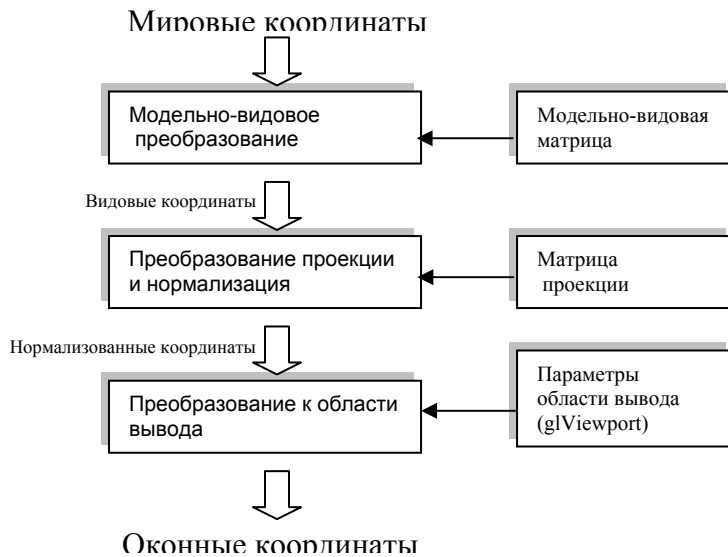 Мировые координаты
Модельно-видовое
преобразование
Модельно-видовая
матрица
Видовые координаты
Преобразование проекции
и нормализация
Матрица
проекции
Нормализованные координаты
Преобразование к области
вывода
Параметры
области вывода
(glViewport)
Оконные координаты